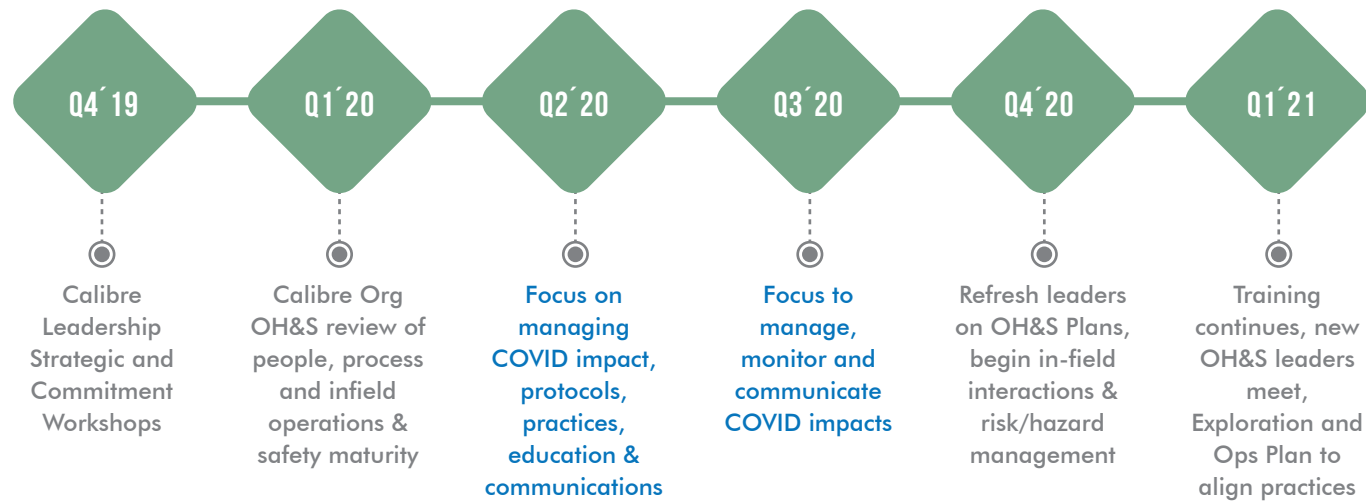 Q4´19
Q1´20
Q2´20
Q3´20
Q4´20
Q1´21
Calibre
Leadership
Strategic and
Commitment
Workshops
Calibre Org
OH&S review of
people, process
and infield
operations &
safety maturity
Focus on
managing
COVID impact,
protocols,
practices,
education &
communications
Focus to
manage,
monitor and
communicate
COVID impacts
Refresh leaders
on OH&S Plans,
begin in-field
interactions &
risk/hazard
management
Training
continues, new
OH&S leaders
meet,
Exploration and
Ops Plan to
align practices